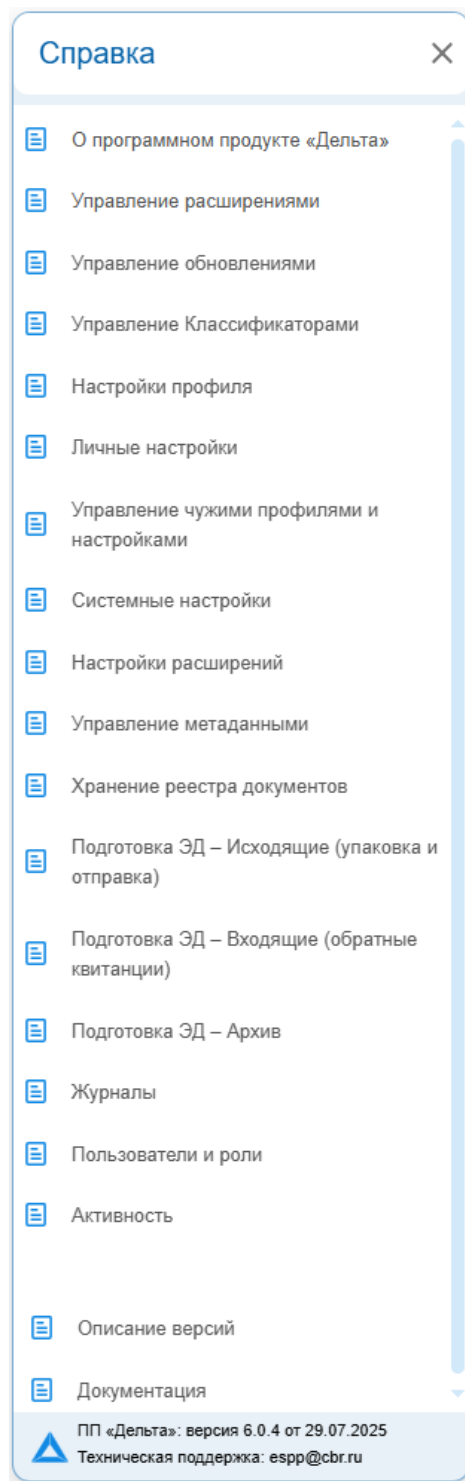 Справка
О программном продукте «Дельта»
Управление расширениями
Управление обновлениями
Управление Классификаторами
Настройки профиля
Личные настройки
Управление чужими профилями и
настройками
Системные настройки
Настройки расширений
Управление метаданными
Хранение реестра документов
Подготовка ЭД – Исходящие (упаковка и
отправка)
Подготовка ЭД – Входящие (обратные
квитанции)
Подготовка ЭД – Архив
Журналы
Пользователи и роли
Активность
Описание версий
Документация
ПП «Дельта»: версия 6.0.4 от 29.07.2025
Техническая поддержка: espp@cbr.ru